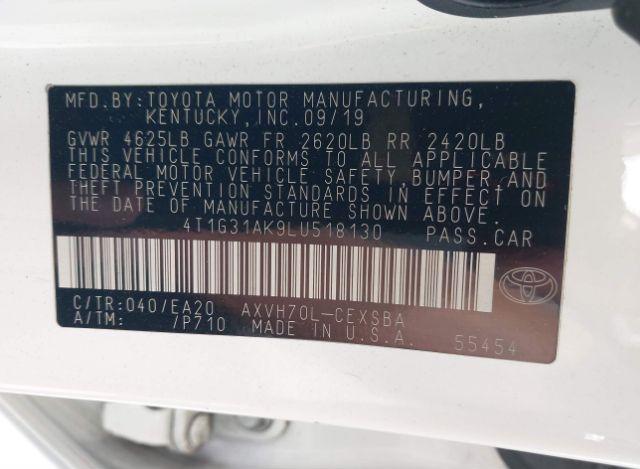 MFD. BY: TOYOTA MOTOR MANUFACTURING,
KENTUCKY, INC. 09/19
GVWR 4625LB GAWR FR 2620LB RR 2420LB
THIS VEHICLE CONFORMS TO ALL APPLICABLE
FEDERAL MOTOR VEHICLE SAFETY, BUMPER AND
THEFT PREVENTION STANDARDS IN EFFECT ON
THE DATE OF MANUFACTURE SHOWN ABOVE.
4T1G31AK9LU518130 PASS. CAR
C/TR: 040/EA20 AXVH70L-CEXSBA
A/TM: /P710 MADE IN U.S.A.
55454